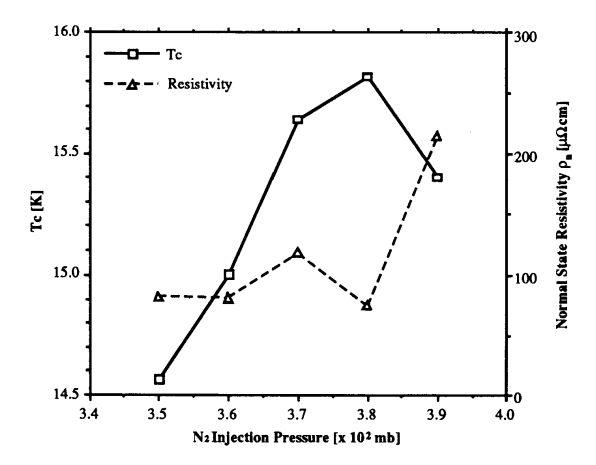 16.0
15.5
15.0
14.5
Tc [K]
Tc
Resistivity
300
200
100
0
Normal State Resistivity ρn [μΩcm]
3.4 3.5 3.6 3.7 3.8 3.9 4.0
N2 Injection Pressure [x 10² mb]